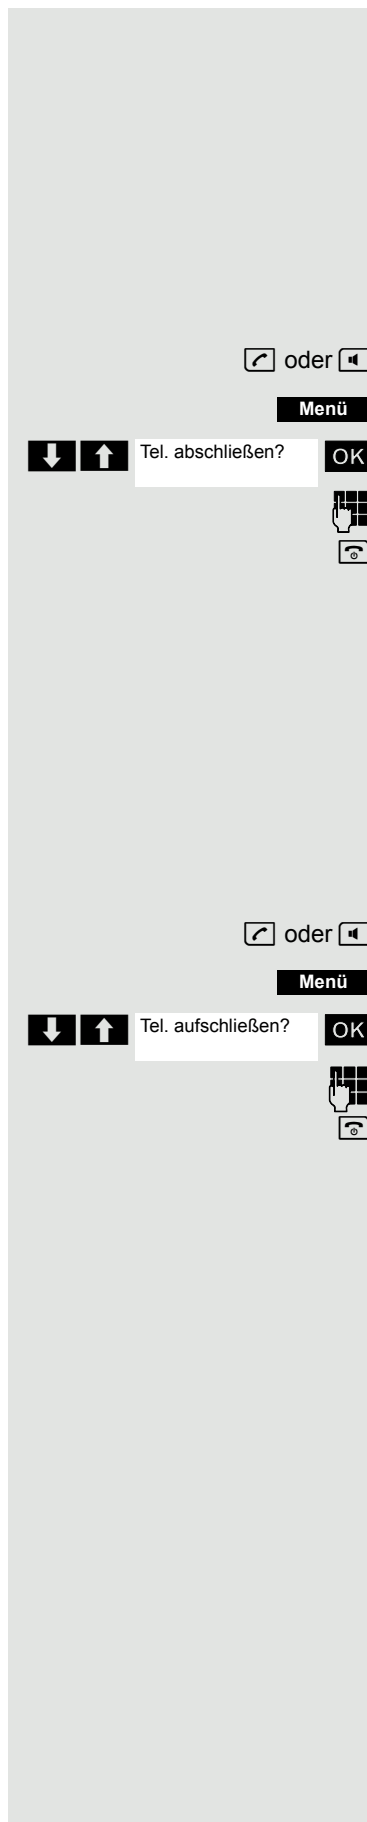 oder
Menü
Tel. abschließen? OK
oder
Menü
Tel. aufschließen? OK